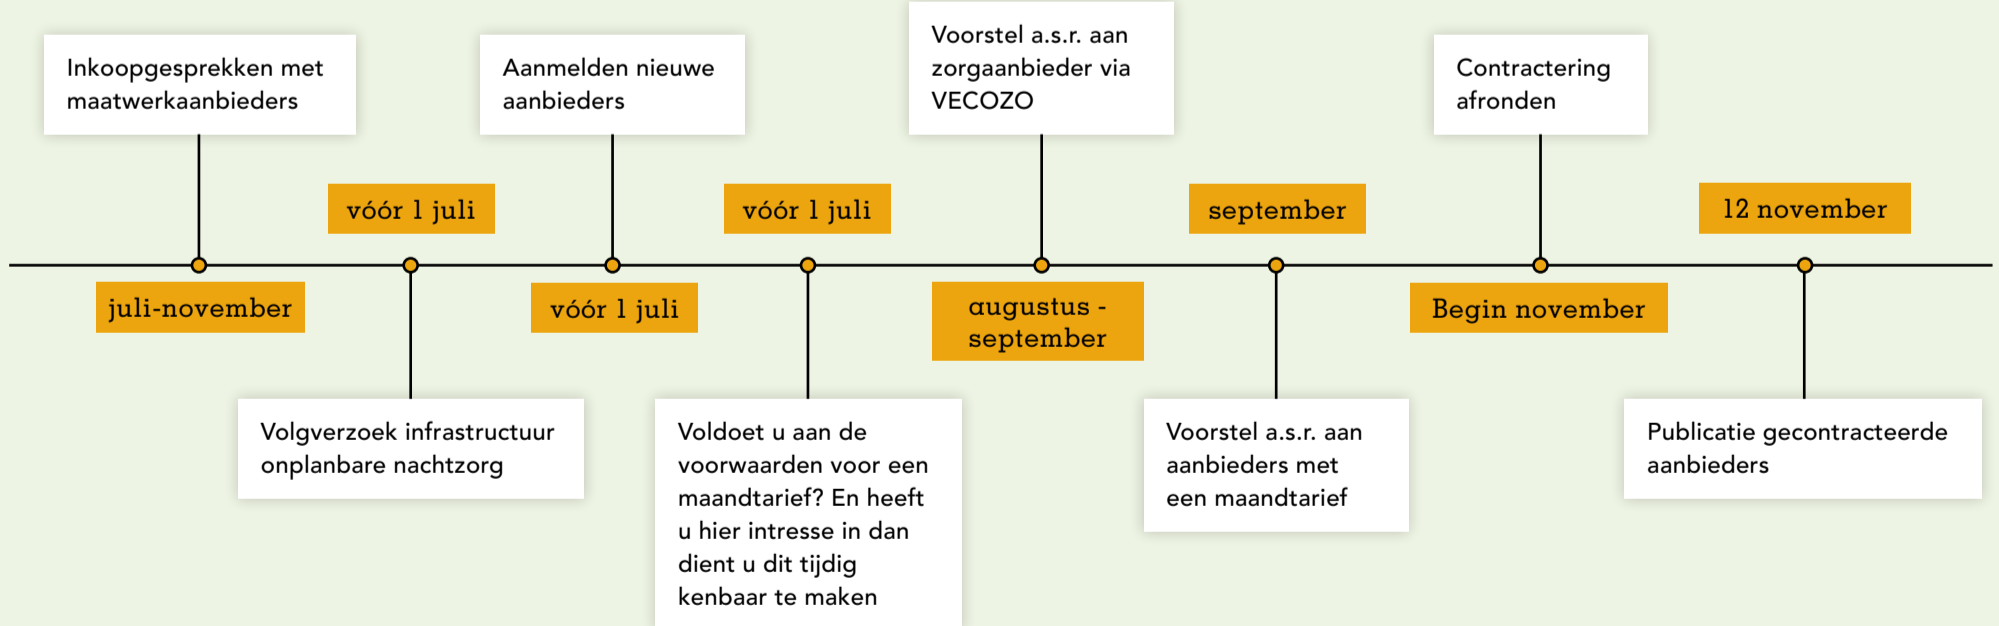 Inkoopgesprekken met
maatwerkaanbieders
juli-november
vóór 1 juli
Volgverzoek infrastructuur
onplanbare nachtzorg
Aanmelden nieuwe
aanbieders
vóór 1 juli
vóór 1 juli
Voldoet u aan de
voorwaarden voor een
maandtarief? En heeft
u hier intresse in dan
dient u dit tijdig
kenbaar te maken
Voorstel a.s.r. aan
zorgaanbieder via
VECOZO
augustus -
september
september
Voorstel a.s.r. aan
aanbieders met
een maandtarief
Contractering
afronden
Begin november
12 november
Publicatie gecontracteerde
aanbieders